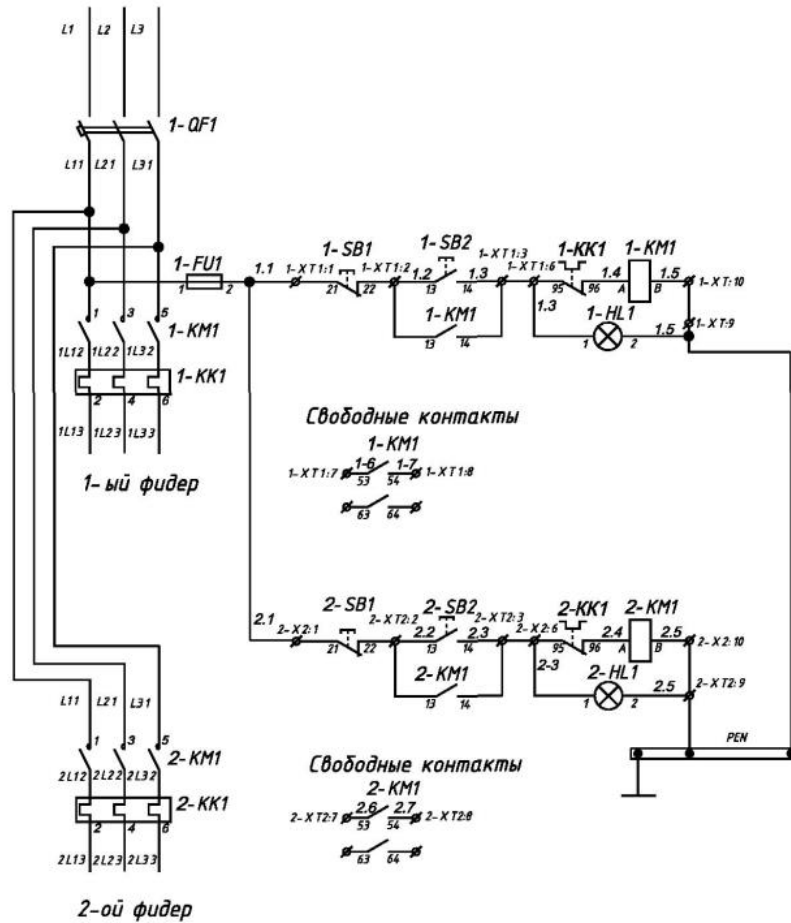 L1 L2 L3
1-QF1
L11 L21 L31
1-FU1
1 2
1.1
1-XT1:1
1-SB1
21 22
1-XT1:2
1.2
1-SB2
13 14
1.3
1-XT1:3
1-XT1:6
1-KK1
95 96
1.4
1-KM1
A B
1.5
1-XT:10
1-KM1
13 14
1.3
1-HL1
1 2
1.5
1-XT:9
1 3 5
1-KM1
1L12 1L22 1L32
1-KK1
2 4 6
1L13 1L23 1L33
1-ый фидер
Свободные контакты
1-KM1
1-XT1:7 1-6 1-7 1-XT1:8
53 54
63 64
2.1
2-X2:1
2-SB1
21 22
2-XT2:2
2.2
2-SB2
13 14
2.3
2-XT2:3
2-X2:6
2-KK1
95 96
2.4
2-KM1
A B
2.5
2-X2:10
2-KM1
13 14
2-3
2-HL1
1 2
2.5
2-XT2:9
PEN
L11 L21 L31
1 3 5
2-KM1
2L12 2L22 2L32
2-KK1
2 4 6
2L13 2L23 2L33
2-ой фидер
Свободные контакты
2-KM1
2-XT2:7 2.6 2.7 2-XT2:8
53 54
63 64